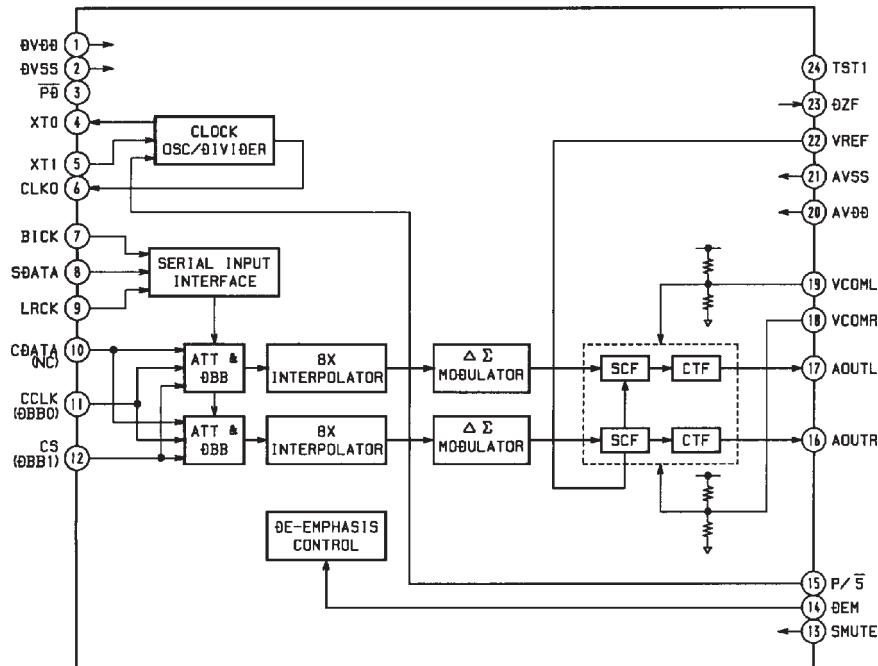 DVDD 1
DVSS 2
PD 3
XTO 4
XTI 5
CLKO 6
BICK 7
SDATA 8
LRCK 9
CDATA (NC) 10
CCLK (DBB0) 11
CS (DBB1) 12
CLOCK
OSC/DIVIDER
SERIAL INPUT
INTERFACE
ATT &
DBB
8X
INTERPOLATOR
Δ Σ
MODULATOR
SCF
CTF
ATT &
DBB
8X
INTERPOLATOR
Δ Σ
MODULATOR
SCF
CTF
DE-EMPHASIS
CONTROL
24 TST1
23 DZF
22 VREF
21 AVSS
20 AVDD
19 VCOML
18 VCOMR
17 AOUTL
16 AOUTR
15 P/S
14 DEM
13 SMUTE